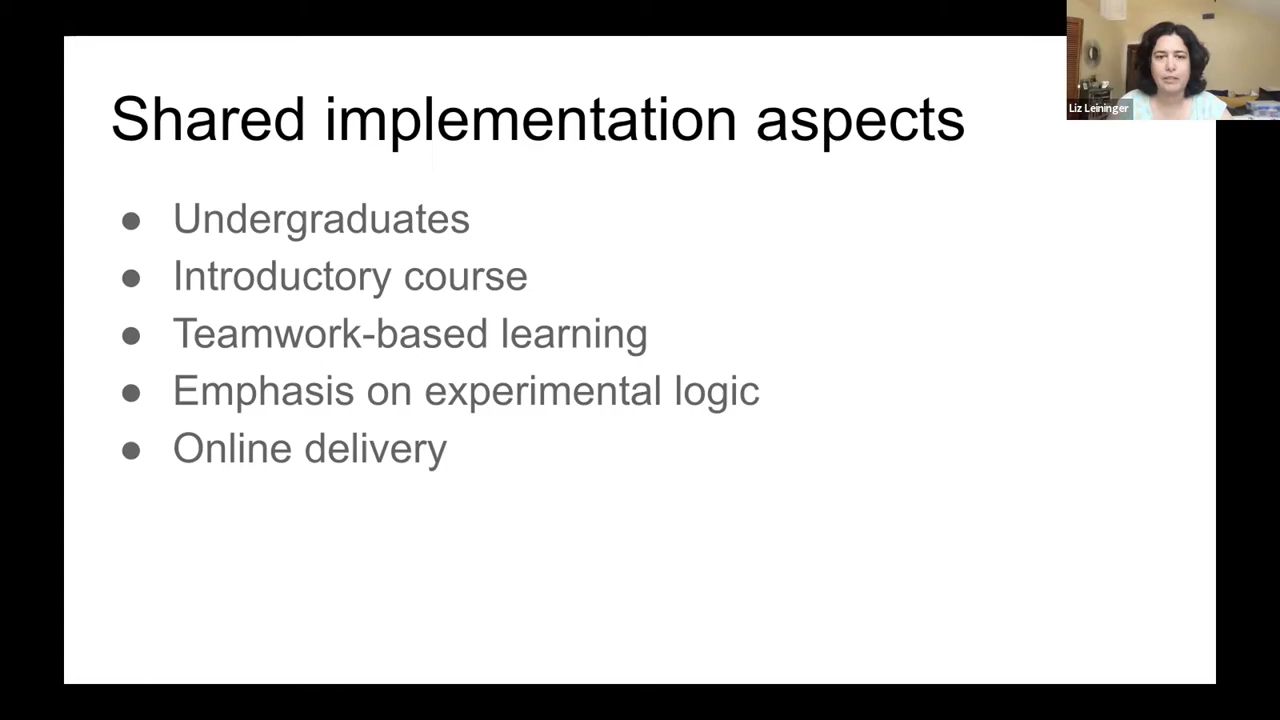 Shared implementation aspects
Liz Leininger
● Undergraduates
● Introductory course
● Teamwork-based learning
● Emphasis on experimental logic
● Online delivery